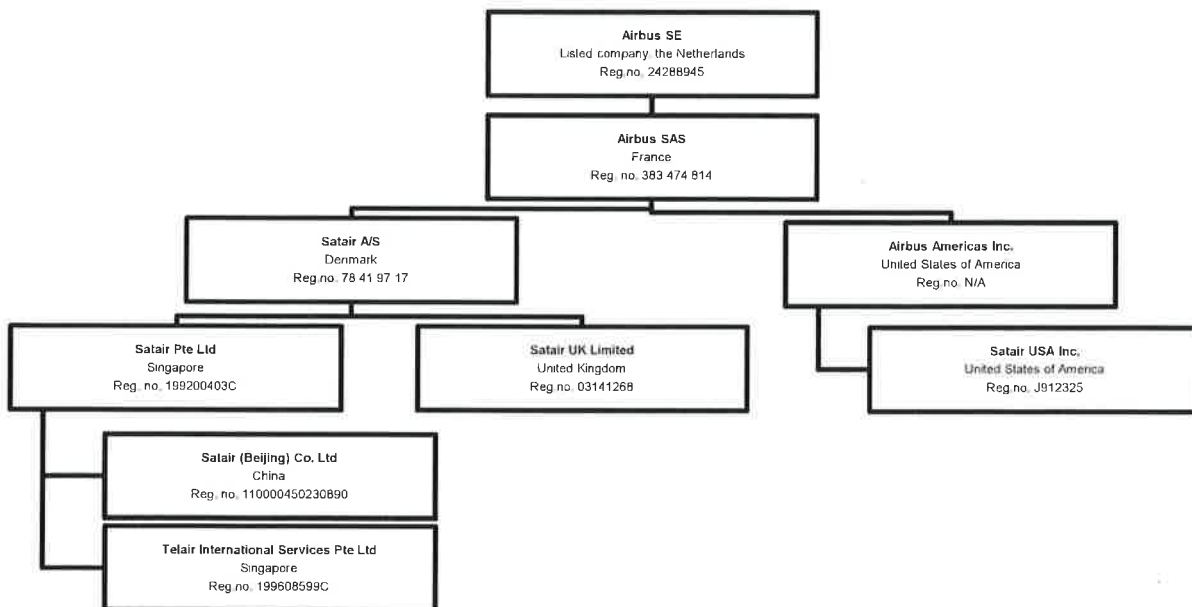 Airbus SE
Listed company, the Netherlands
Reg.no. 24288945
Airbus SAS
France
Reg. no. 383 474 814
Satair A/S
Denmark
Reg.no. 78 41 97 17
Airbus Americas Inc.
United States of America
Reg.no. N/A
Satair Pte Ltd
Singapore
Reg. no. 199200403C
Satair UK Limited
United Kingdom
Reg.no. 03141268
Satair USA Inc.
United States of America
Reg.no. J912325
Satair (Beijing) Co. Ltd
China
Reg. no. 110000450230890
Telair International Services Pte Ltd
Singapore
Reg.no. 199608599C